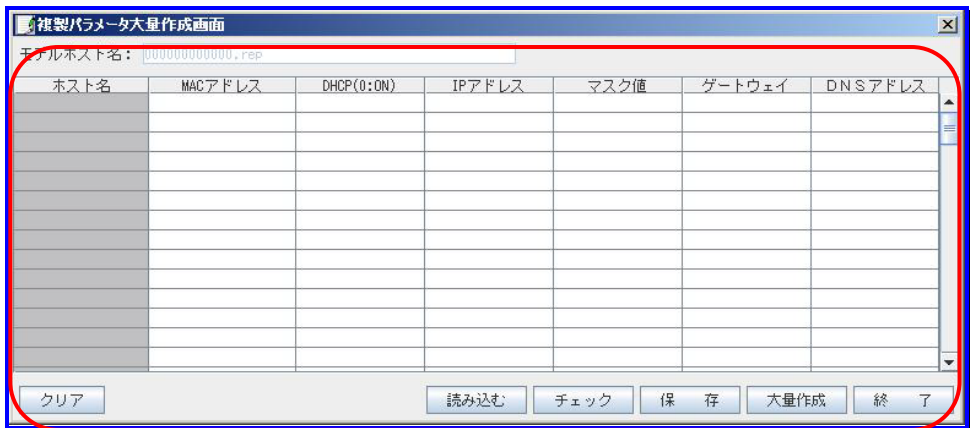 複製パラメータ大量作成画面
モデルホスト名: 000000000000.rep
ホスト名 MACアドレス DHCP(0:ON) IPアドレス マスク値 ゲートウェイ DNSアドレス
クリア 読み込む チェック 保 存 大量作成 終 了